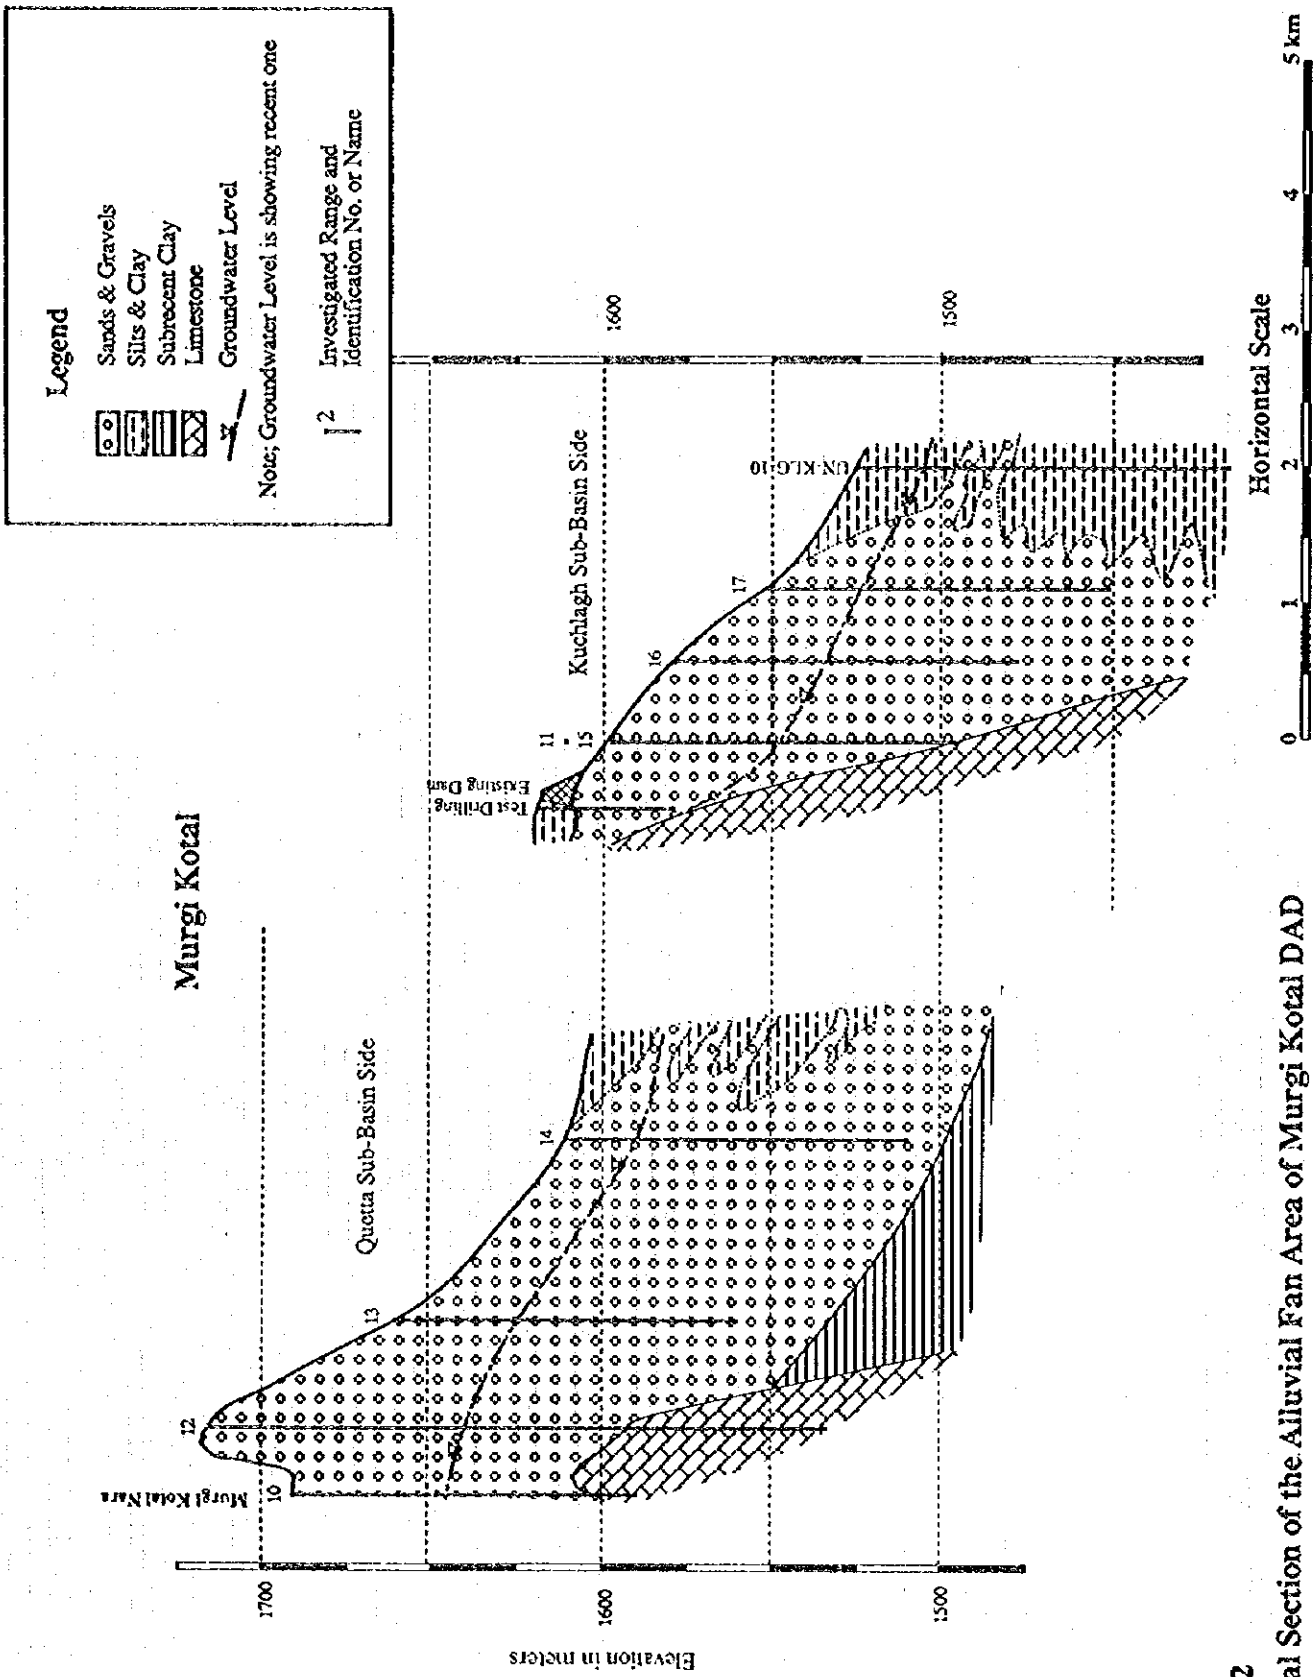 Murgi Kotal
Legend
Sands & Gravels
Silts & Clay
Subrecent Clay
Limestone
Groundwater Level
Note; Groundwater Level is showing recent one
2
Investigated Range and
Identification No. or Name
Quetta Sub-Basin Side
Kuchlagh Sub-Basin Side
Murgi Kotal Nara
10
12
13
14
Test Drilling
Existing Dam
11
15
16
17
UN-KLG-10
1700
1600
1500
1600
1500
Elevation in meters
Horizontal Scale
0
1
2
3
4
5 km
2
al Section of the Alluvial Fan Area of Murgi Kotal DAD